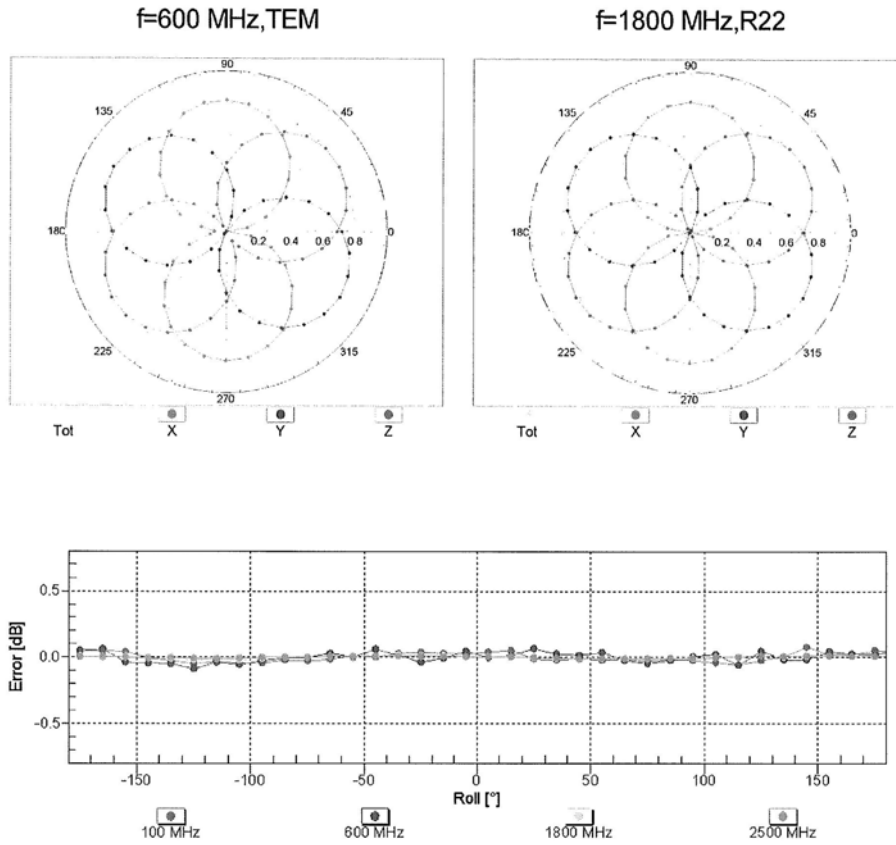 f=600 MHz,TEM
f=1800 MHz,R22
90
135
45
180
0.2 0.4 0.6 0.8
0
225
315
270
Tot X Y Z
90
135
45
180
0.2 0.4 0.6 0.8
0
225
315
270
Tot X Y Z
Error [dB]
0.5
0.0
-0.5
-150 -100 -50 0 50 100 150
Roll [°]
100 MHz 600 MHz 1800 MHz 2500 MHz